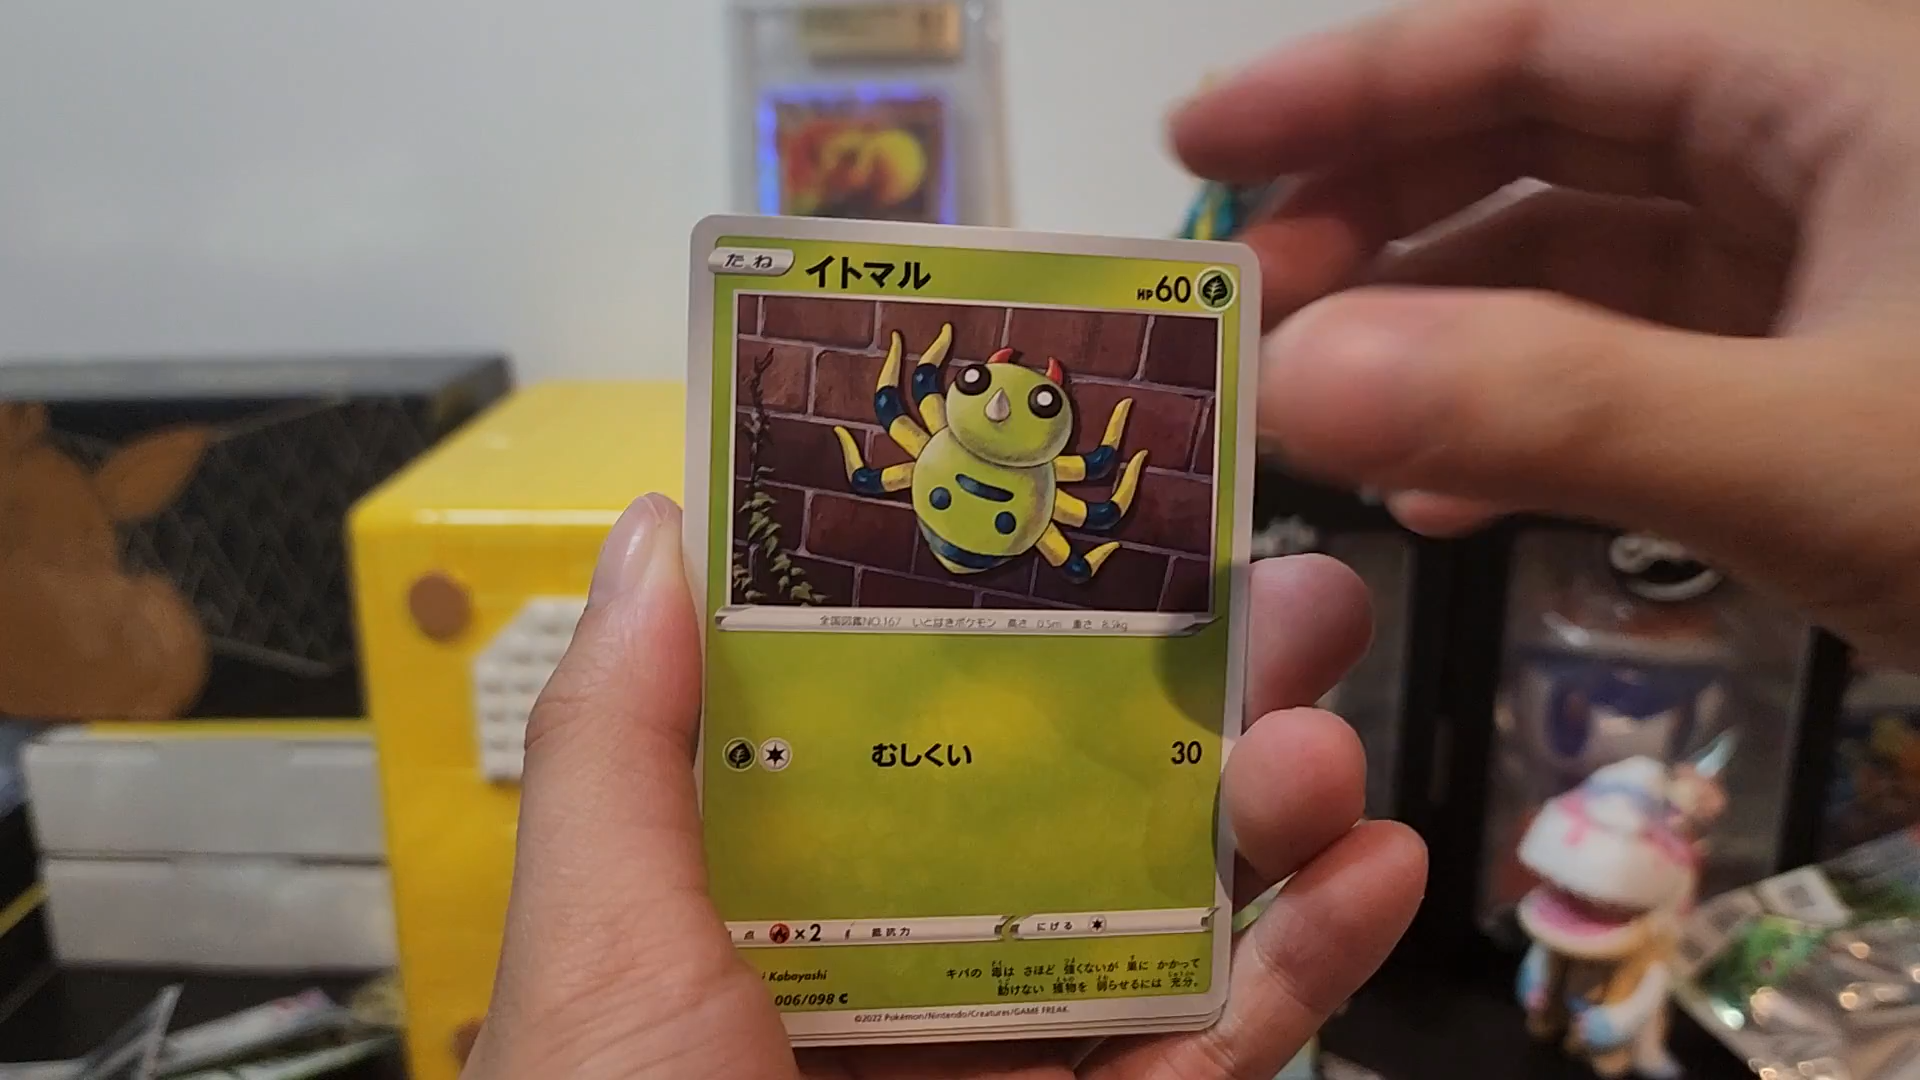 たね イトマル HP60
全国図鑑NO.167 いとはきポケモン 高さ 0.5m 重さ 8.5kg
むしくい 30
点 ×2 抵抗力 にげる
i Kobayashi
キバの 毒は さほど 強くないが 巣に かかって
動けない 獲物を 弱らせるには 充分。
006/098 C
©2022 Pokémon/Nintendo/Creatures/GAME FREAK.